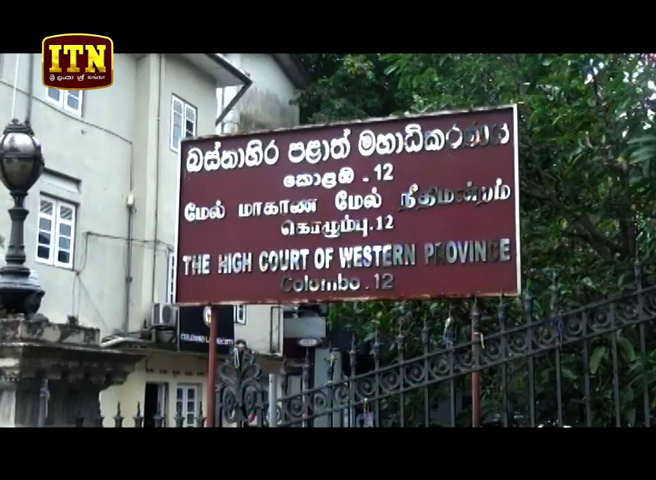 ITN
ශ්‍රී ලංකා
බස්නාහිර පළාත් මහාධිකරණය
කොළඹ . 12
மேல் மாகாண மேல் நீதிமன்றம்
கொழும்பு.12
THE HIGH COURT OF WESTERN PROVINCE
Colombo . 12